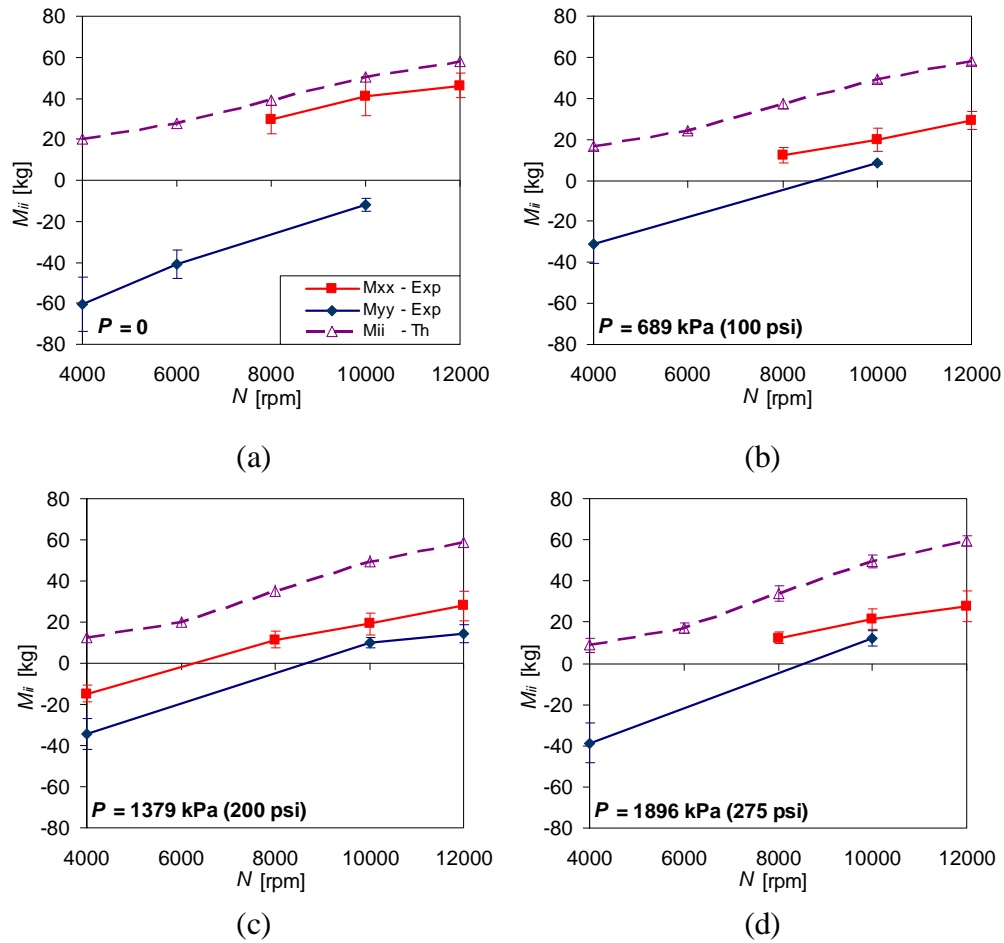 80
60
40
20
0
-20
-40
-60
-80
Mii [kg]
Mxx - Exp
Myy - Exp
Mii - Th
P = 0
4000 6000 8000 10000 12000
N [rpm]
(a)
80
60
40
20
0
-20
-40
-60
-80
Mii [kg]
P = 689 kPa (100 psi)
4000 6000 8000 10000 12000
N [rpm]
(b)
80
60
40
20
0
-20
-40
-60
-80
Mii [kg]
P = 1379 kPa (200 psi)
4000 6000 8000 10000 12000
N [rpm]
(c)
80
60
40
20
0
-20
-40
-60
-80
Mii [kg]
P = 1896 kPa (275 psi)
4000 6000 8000 10000 12000
N [rpm]
(d)